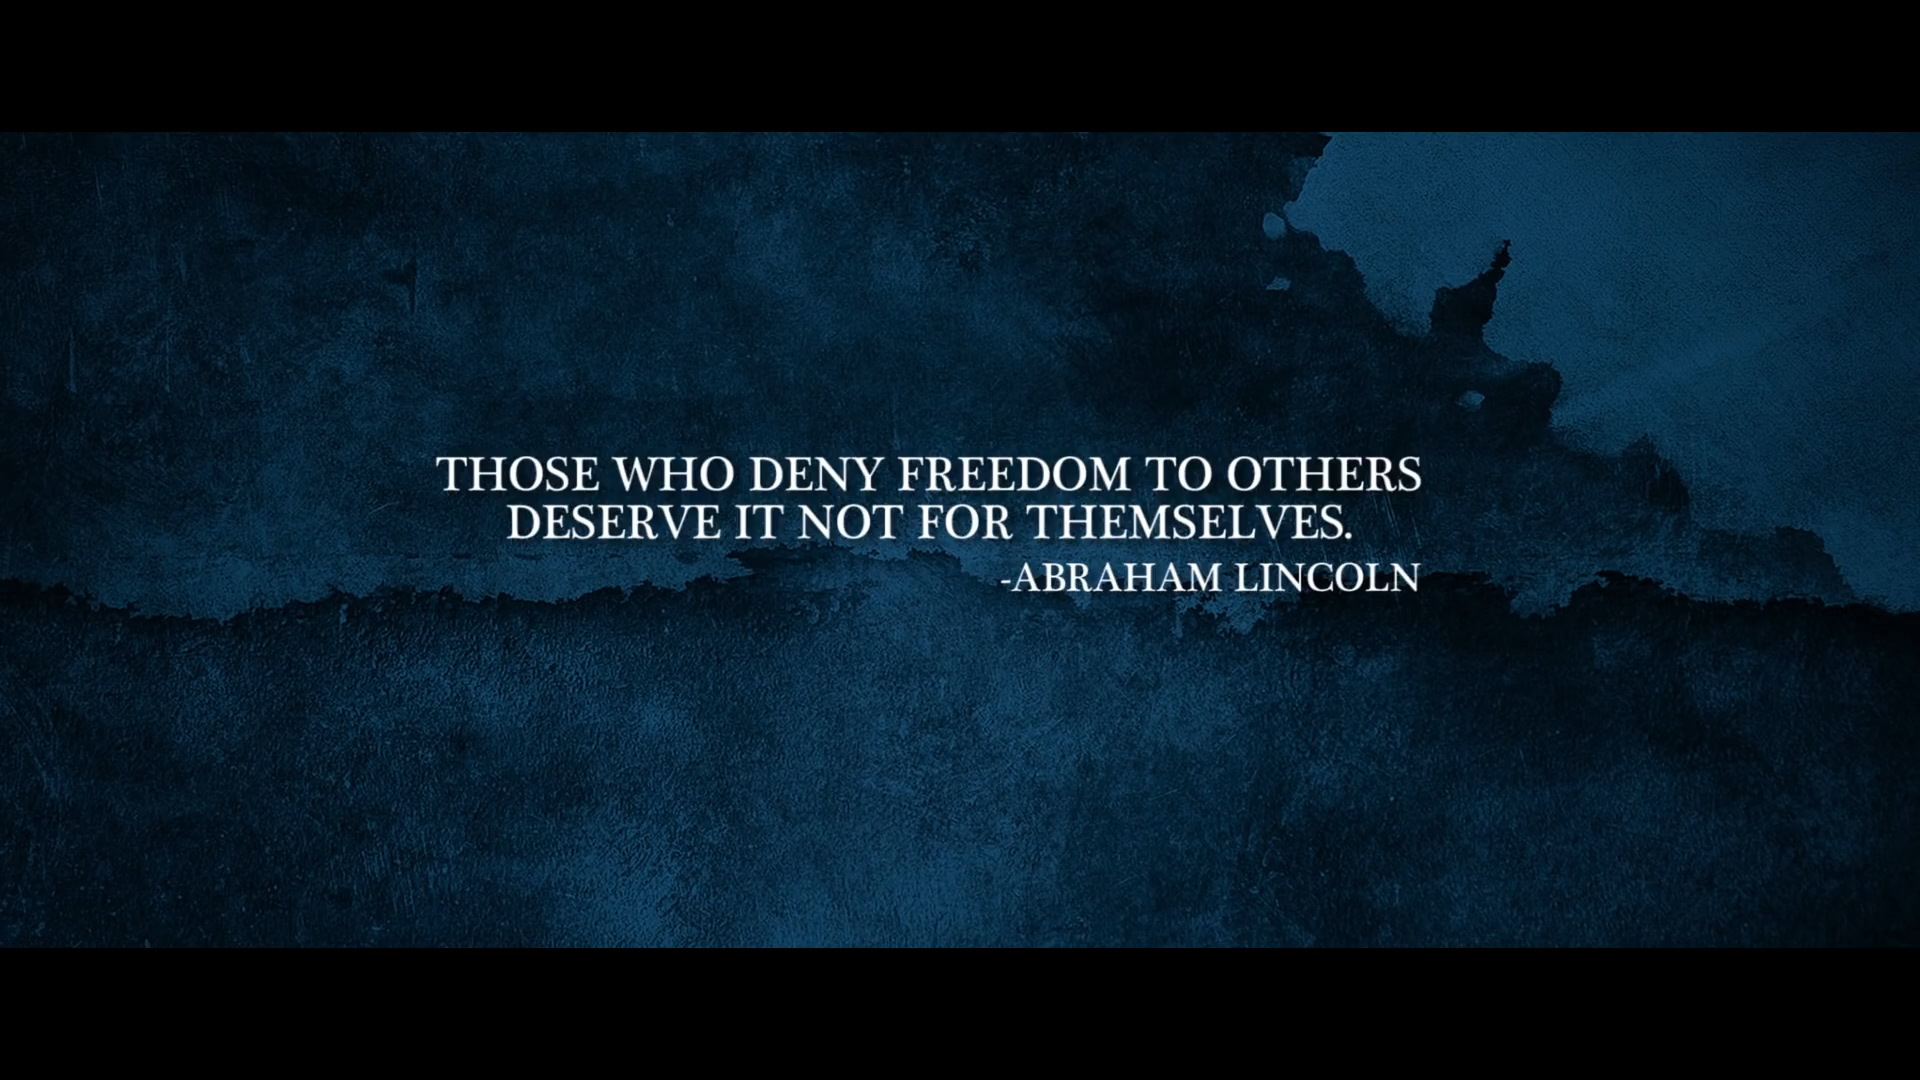 THOSE WHO DENY FREEDOM TO OTHERS
DESERVE IT NOT FOR THEMSELVES.
-ABRAHAM LINCOLN